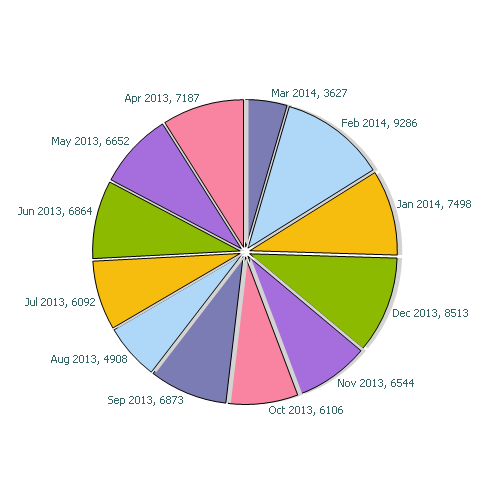 Mar 2014, 3627
Feb 2014, 9286
Jan 2014, 7498
Dec 2013, 8513
Nov 2013, 6544
Oct 2013, 6106
Sep 2013, 6873
Aug 2013, 4908
Jul 2013, 6092
Jun 2013, 6864
May 2013, 6652
Apr 2013, 7187